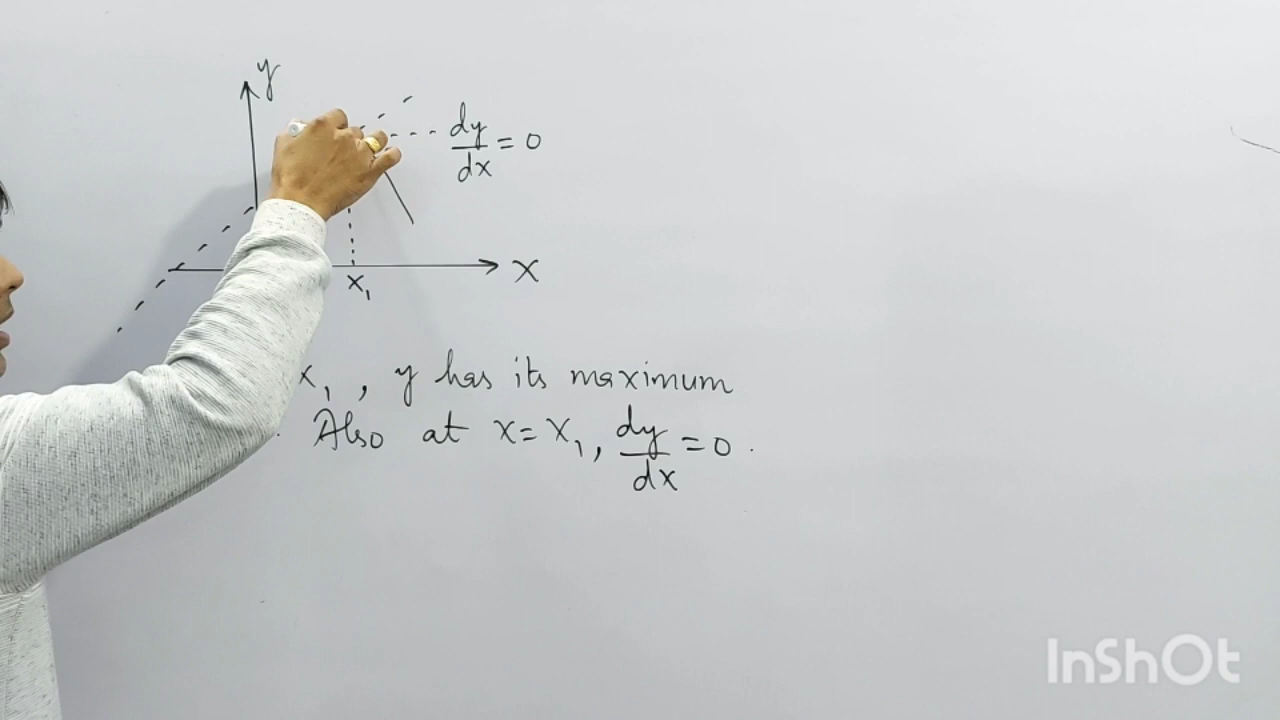 y
dy/dx = 0
x
x₁
x₁, y has its maximum
. Also at x = x₁, dy/dx = 0.
InShOt